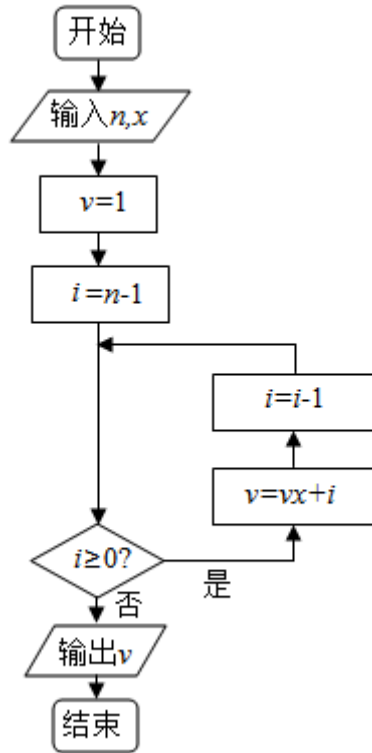 开始
输入n,x
v=1
i=n-1
i=i-1
v=vx+i
i≥0?
是
否
输出v
结束